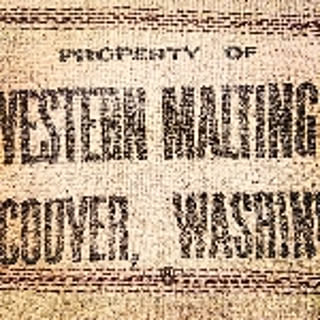 PROPERTY OF
WESTERN MALTING
COUVER, WASHIN